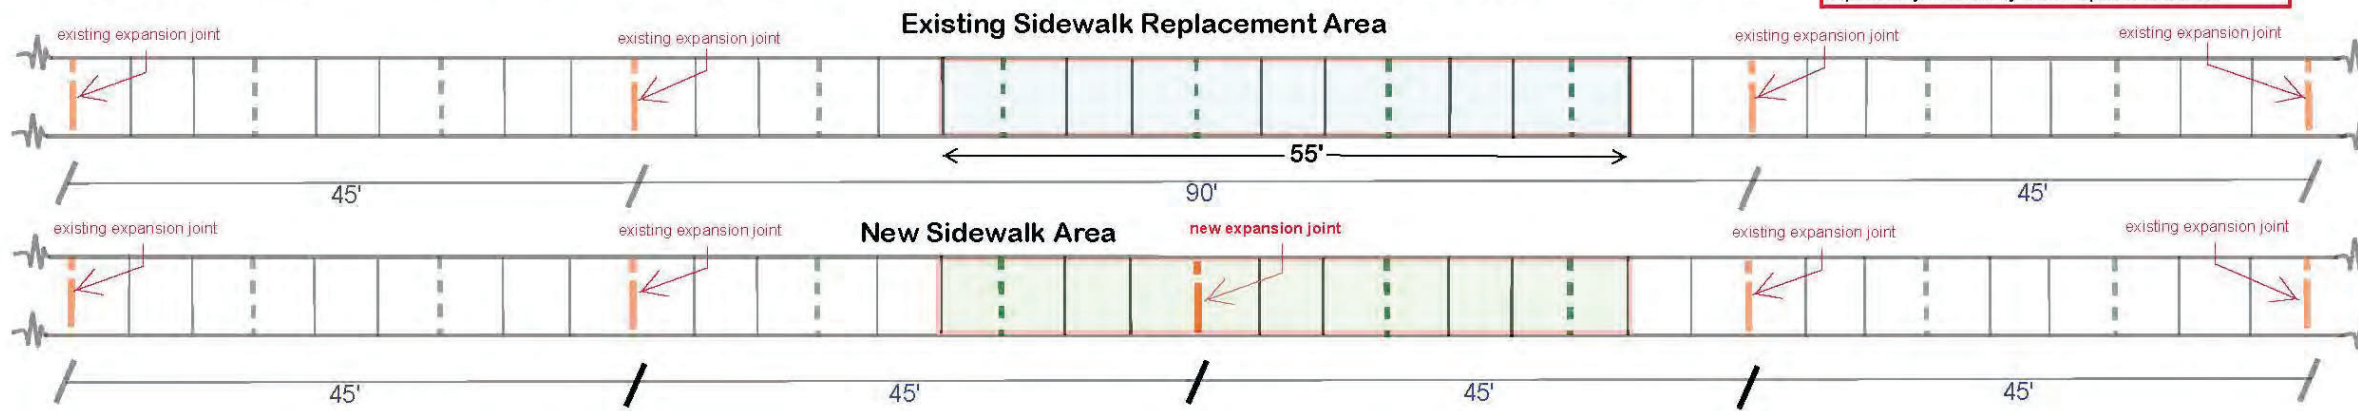 Existing Sidewalk Replacement Area
existing expansion joint
existing expansion joint
existing expansion joint
existing expansion joint
55'
45'
90'
45'
New Sidewalk Area
existing expansion joint
existing expansion joint
new expansion joint
existing expansion joint
existing expansion joint
45'
45'
45'
45'